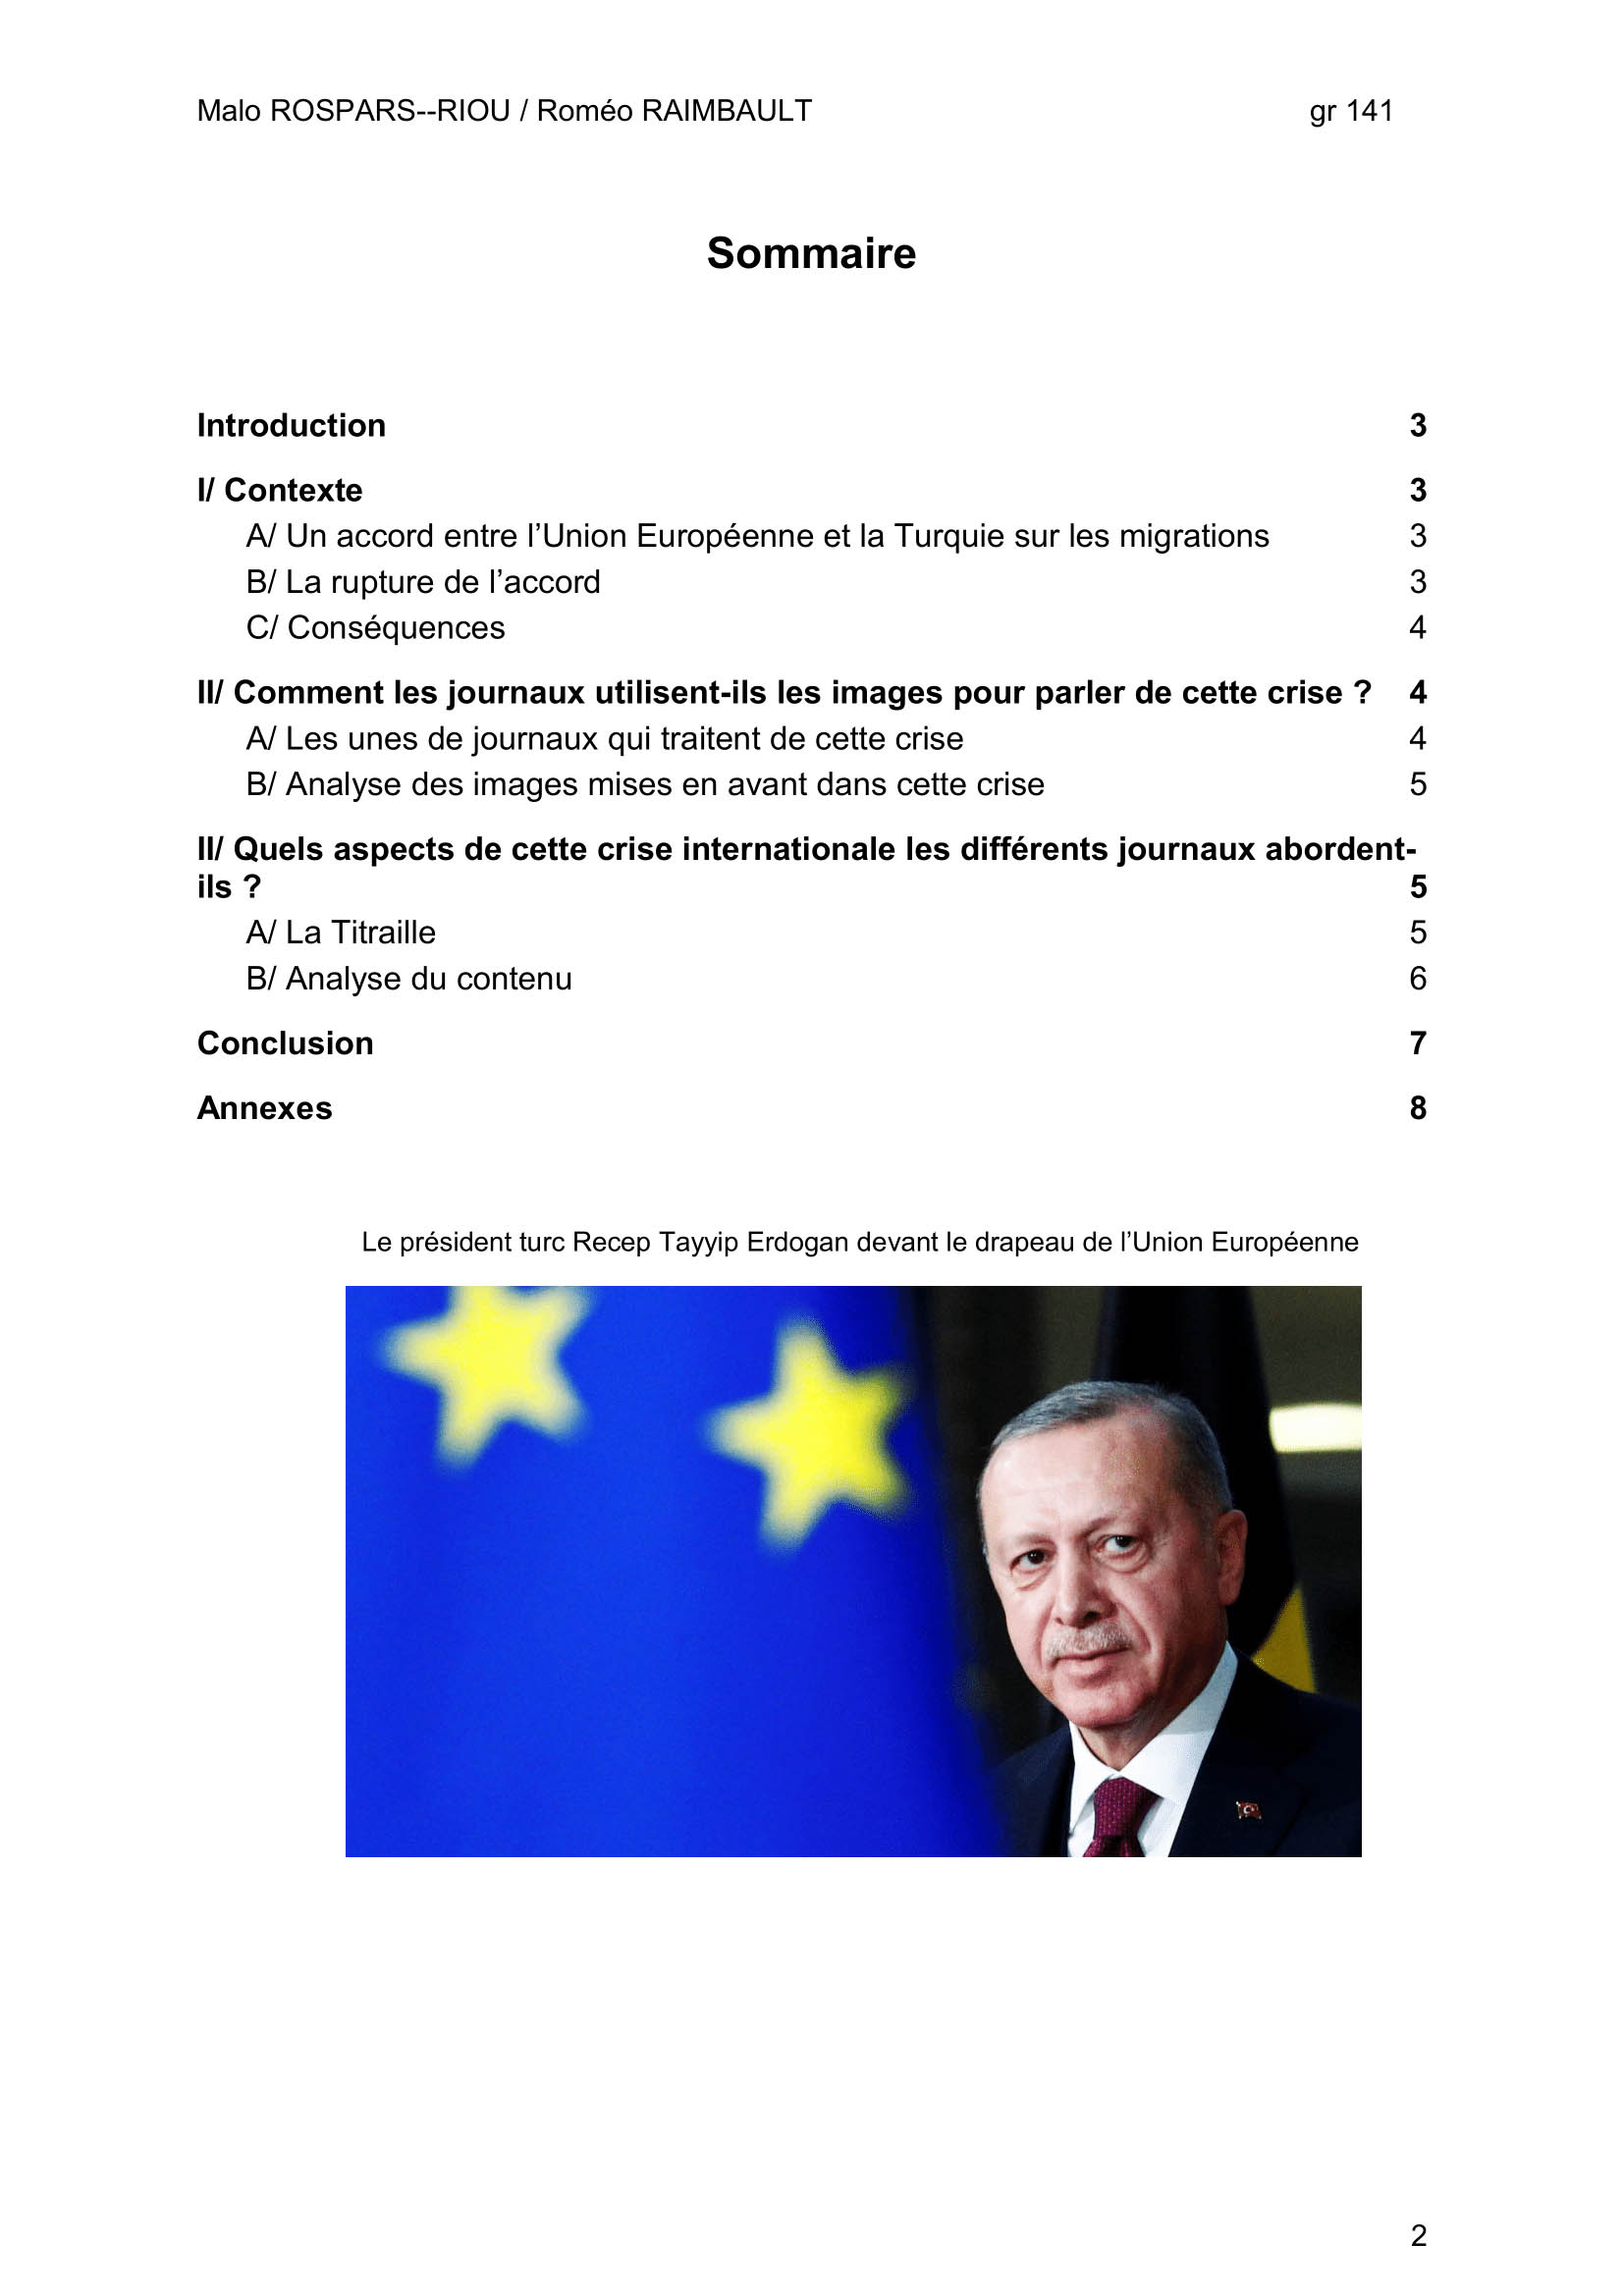 Malo ROSPARS--RIOU / Roméo RAIMBAULT gr 141
Sommaire
Introduction 3
I/ Contexte 3
A/ Un accord entre l’Union Européenne et la Turquie sur les migrations 3
B/ La rupture de l’accord 3
C/ Conséquences 4
II/ Comment les journaux utilisent-ils les images pour parler de cette crise ? 4
A/ Les unes de journaux qui traitent de cette crise 4
B/ Analyse des images mises en avant dans cette crise 5
II/ Quels aspects de cette crise internationale les différents journaux abordent-
ils ? 5
A/ La Titraille 5
B/ Analyse du contenu 6
Conclusion 7
Annexes 8
Le président turc Recep Tayyip Erdogan devant le drapeau de l’Union Européenne
2